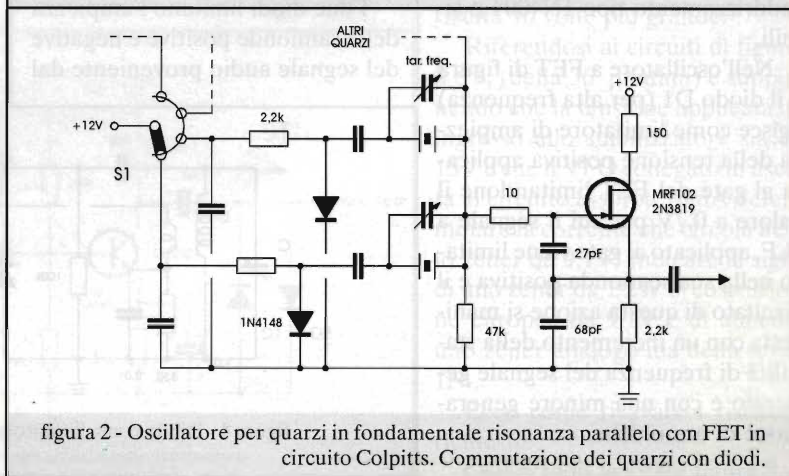 ALTRI
QUARZI
tar. freq.
+12V
+12V
2,2k
150
S1
10
MRF102
2N3819
27pF
1N4148
47k
68pF
2,2k
figura 2 - Oscillatore per quarzi in fondamentale risonanza parallelo con FET in
circuito Colpitts. Commutazione dei quarzi con diodi.